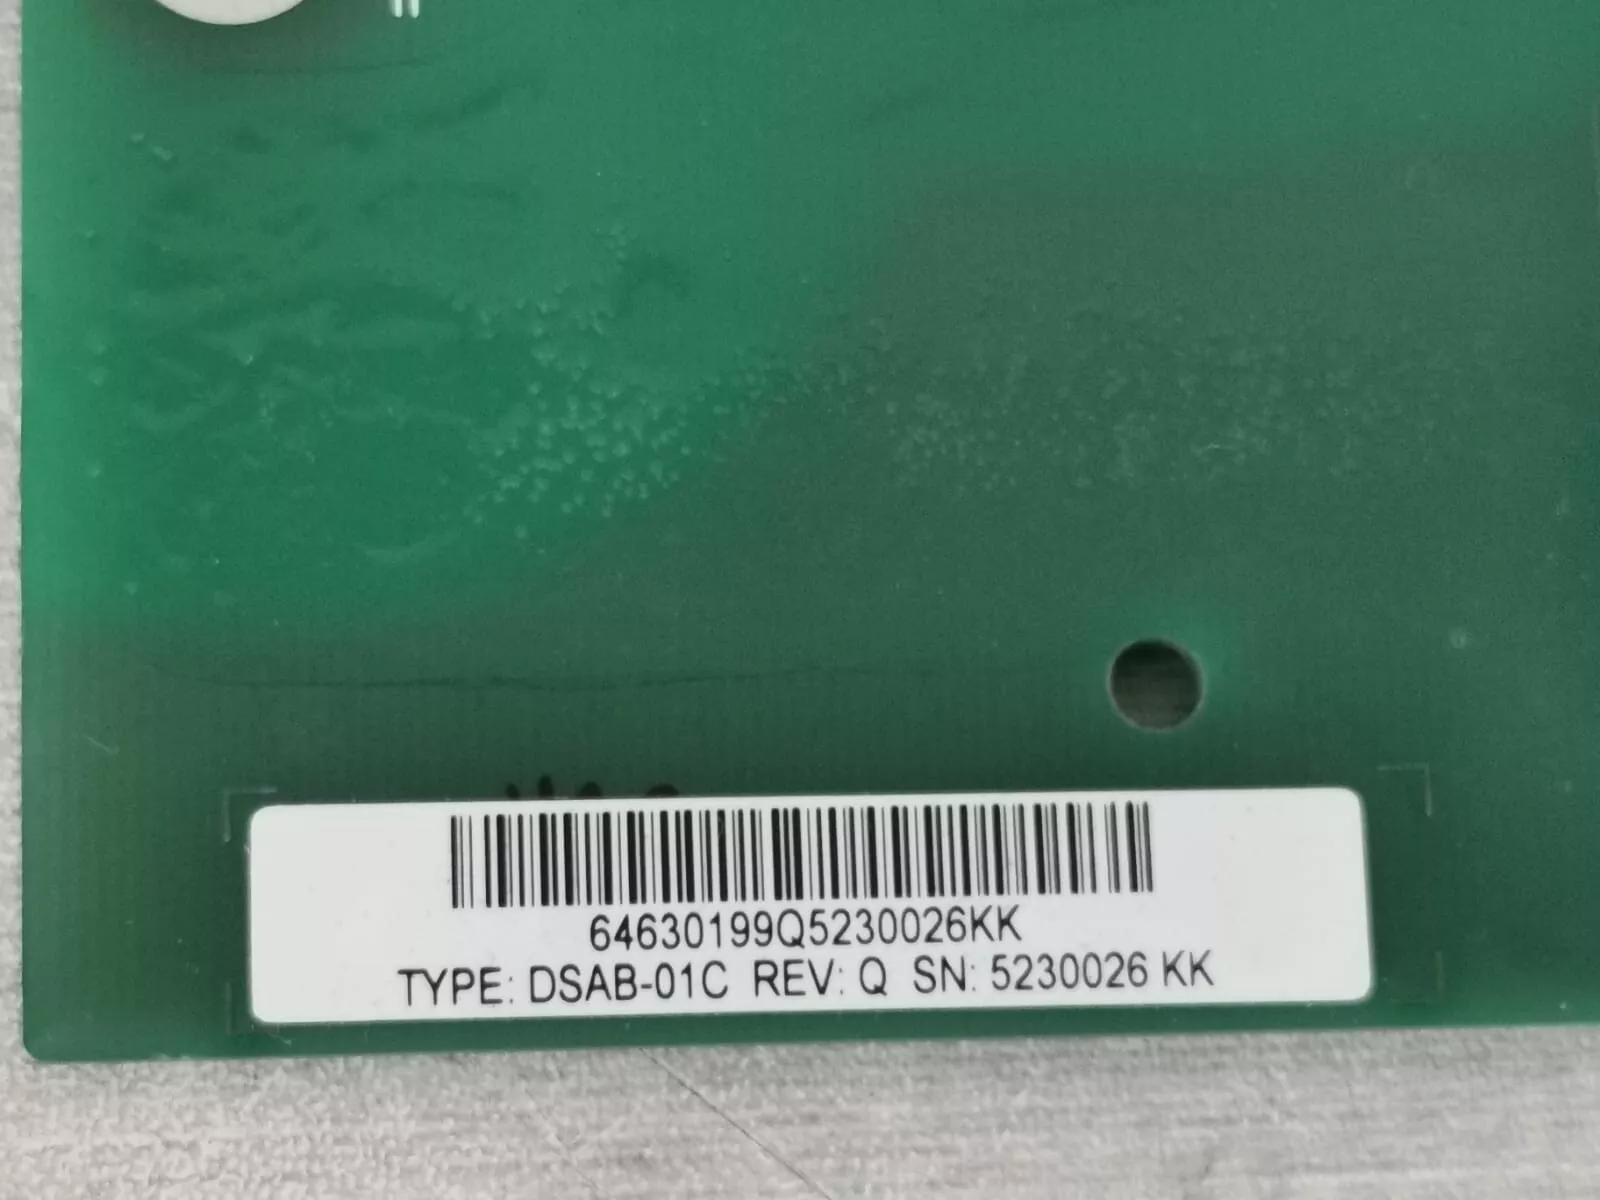 64630199Q5230026KK
TYPE: DSAB-01C REV: Q SN: 5230026 KK